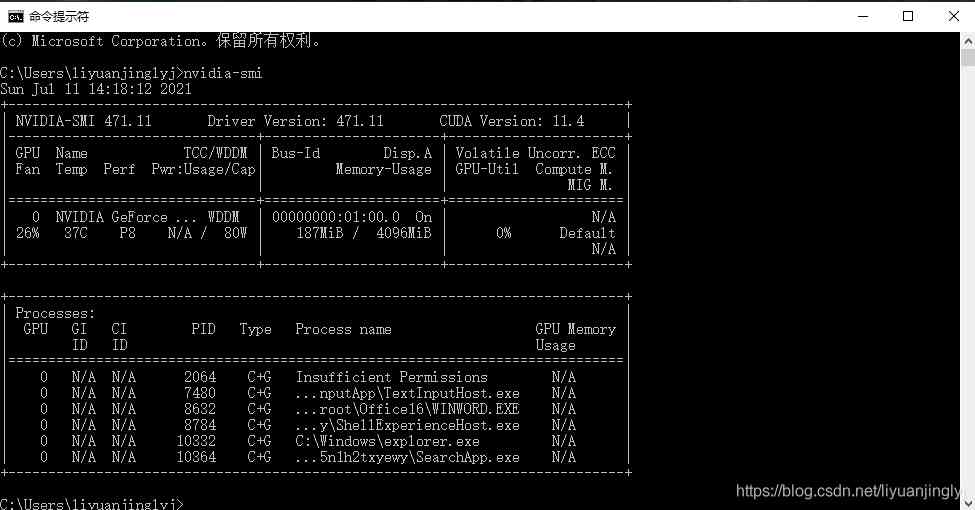 命令提示符
(c) Microsoft Corporation。保留所有权利。
C:\Users\liyuanjinglyj>nvidia-smi
Sun Jul 11 14:18:12 2021
NVIDIA-SMI 471.11 Driver Version: 471.11 CUDA Version: 11.4
GPU Name TCC/WDDM Bus-Id Disp.A Volatile Uncorr. ECC
Fan Temp Perf Pwr:Usage/Cap Memory-Usage GPU-Util Compute M.
MIG M.
0 NVIDIA GeForce ... WDDM 00000000:01:00.0 On N/A
26% 37C P8 N/A / 80W 187MiB / 4096MiB 0% Default
N/A
Processes:
GPU GI CI PID Type Process name GPU Memory
ID ID Usage
0 N/A N/A 2064 C+G Insufficient Permissions N/A
0 N/A N/A 7480 C+G ...nputApp\TextInputHost.exe N/A
0 N/A N/A 8632 C+G ...root\Office16\WINWORD.EXE N/A
0 N/A N/A 8784 C+G ...y\ShellExperienceHost.exe N/A
0 N/A N/A 10332 C+G C:\Windows\explorer.exe N/A
0 N/A N/A 10364 C+G ...5n1h2txyewy\SearchApp.exe N/A
C:\Users\liyuanjinglyj>
https://blog.csdn.net/liyuanjingly